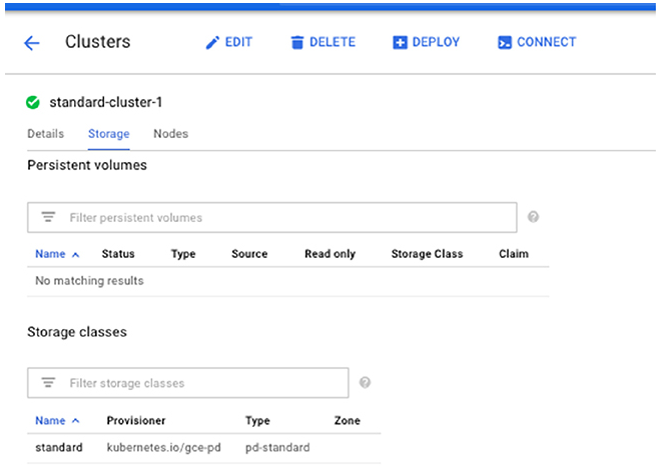 Clusters EDIT DELETE DEPLOY CONNECT
standard-cluster-1
Details Storage Nodes
Persistent volumes
Filter persistent volumes
Name Status Type Source Read only Storage Class Claim
No matching results
Storage classes
Filter storage classes
Name Provisioner Type Zone
standard kubernetes.io/gce-pd pd-standard